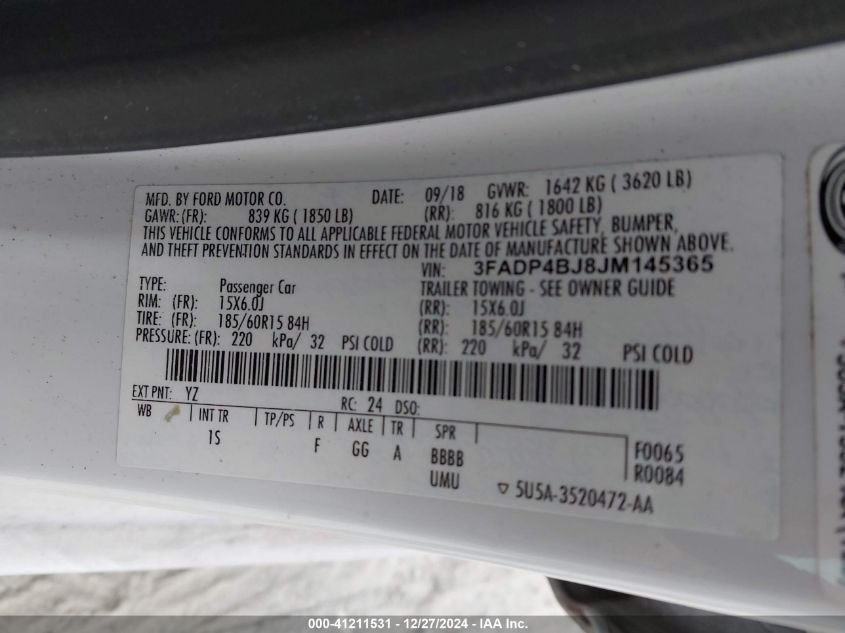 MFD. BY FORD MOTOR CO. DATE: 09/18 GVWR: 1642 KG ( 3620 LB)
GAWR: (FR): 839 KG ( 1850 LB) (RR): 816 KG ( 1800 LB)
THIS VEHICLE CONFORMS TO ALL APPLICABLE FEDERAL MOTOR VEHICLE SAFETY, BUMPER,
AND THEFT PREVENTION STANDARDS IN EFFECT ON THE DATE OF MANUFACTURE SHOWN ABOVE.
VIN: 3FADP4BJ8JM145365
TYPE: Passenger Car TRAILER TOWING - SEE OWNER GUIDE
RIM: (FR): 15X6.0J (RR): 15X6.0J
TIRE: (FR): 185/60R15 84H (RR): 185/60R15 84H
PRESSURE: (FR): 220 kPa/ 32 PSI COLD (RR): 220 kPa/ 32 PSI COLD
EXT PNT: YZ RC: 24 DSO:
WB INT TR TP/PS R AXLE TR SPR
1S F GG A BBBB F0065
UMU R0084
▽ 5U5A-3520472-AA
000-41211531 - 12/27/2024 - IAA Inc.